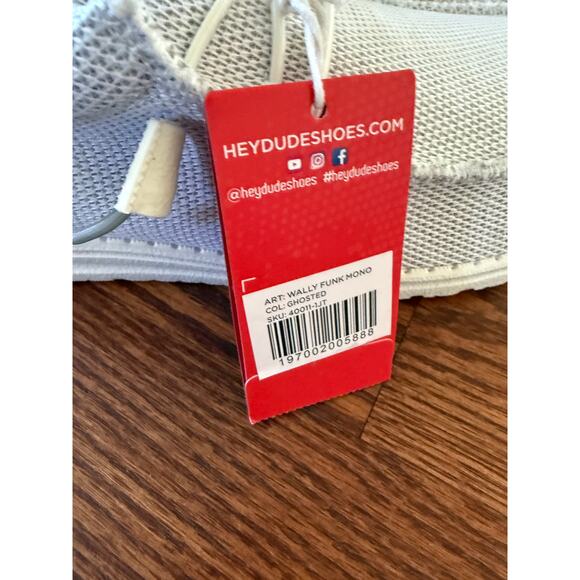 HEYDUDESHOES.COM
@heydudeshoes #heydudeshoes
ART: WALLY FUNK MONO
COL: GHOSTED
SKU: 40011-1JT
197002005888